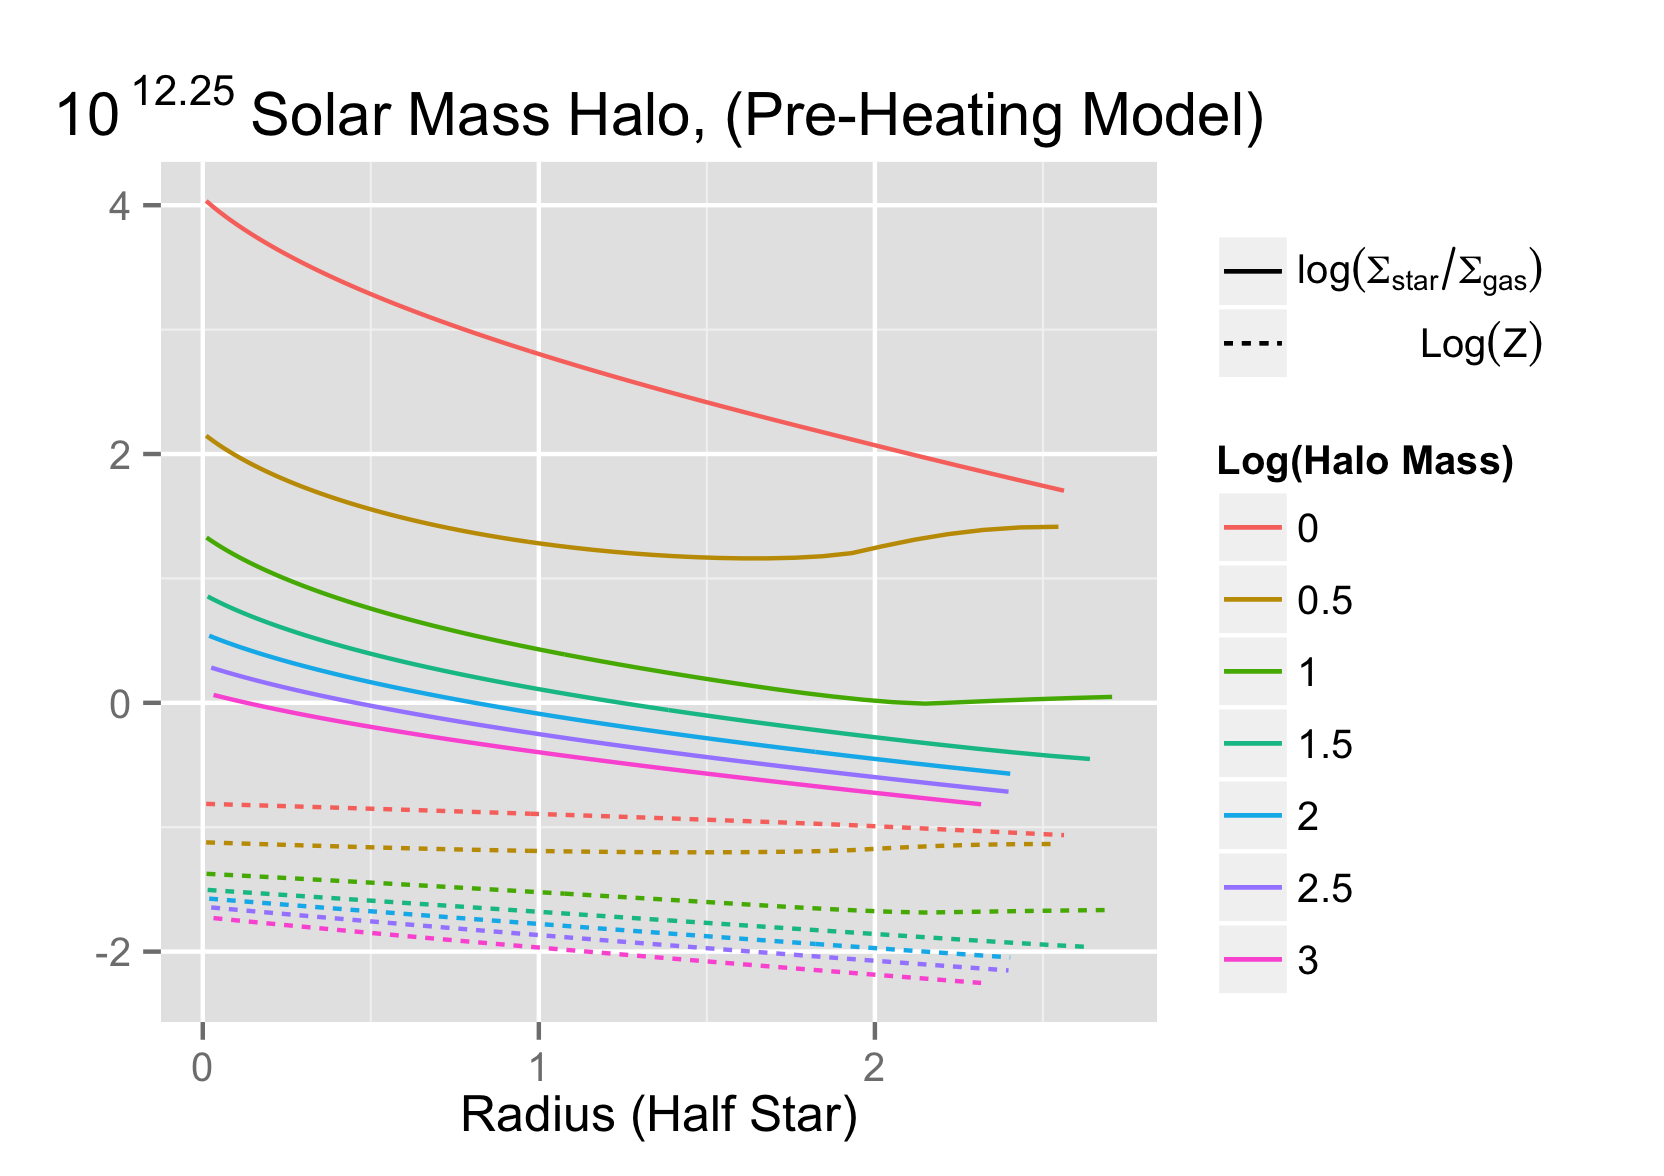 10^12.25 Solar Mass Halo, (Pre-Heating Model)
4
2
0
-2
0 1 2
Radius (Half Star)
log(Σstar/Σgas)
Log(Z)
Log(Halo Mass)
0
0.5
1
1.5
2
2.5
3